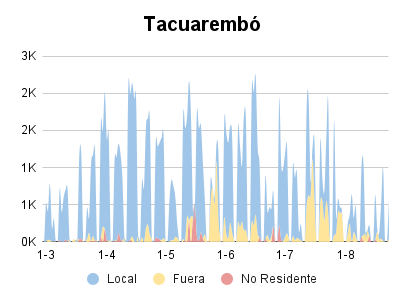 Tacuarembó
3K
2K
2K
1K
1K
0K
1-3 1-4 1-5 1-6 1-7 1-8
Local Fuera No Residente